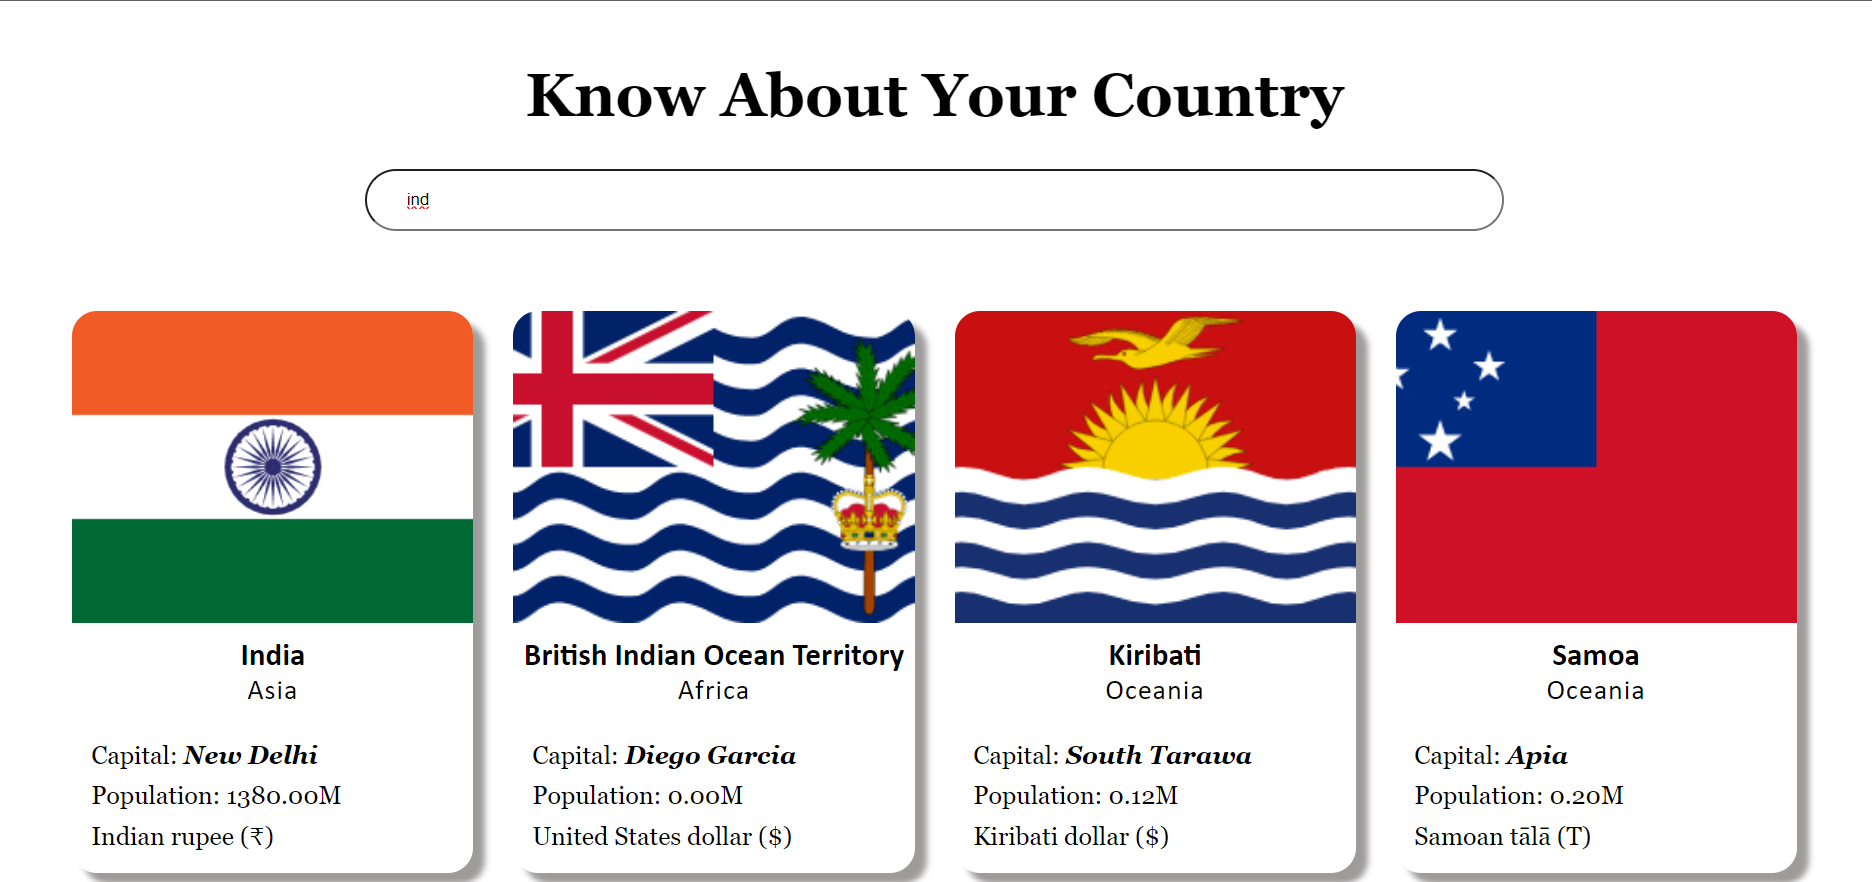 Know About Your Country
ind
India
Asia
Capital: New Delhi
Population: 1380.00M
Indian rupee (₹)
British Indian Ocean Territory
Africa
Capital: Diego Garcia
Population: 0.00M
United States dollar ($)
Kiribati
Oceania
Capital: South Tarawa
Population: 0.12M
Kiribati dollar ($)
Samoa
Oceania
Capital: Apia
Population: 0.20M
Samoan tālā (T)